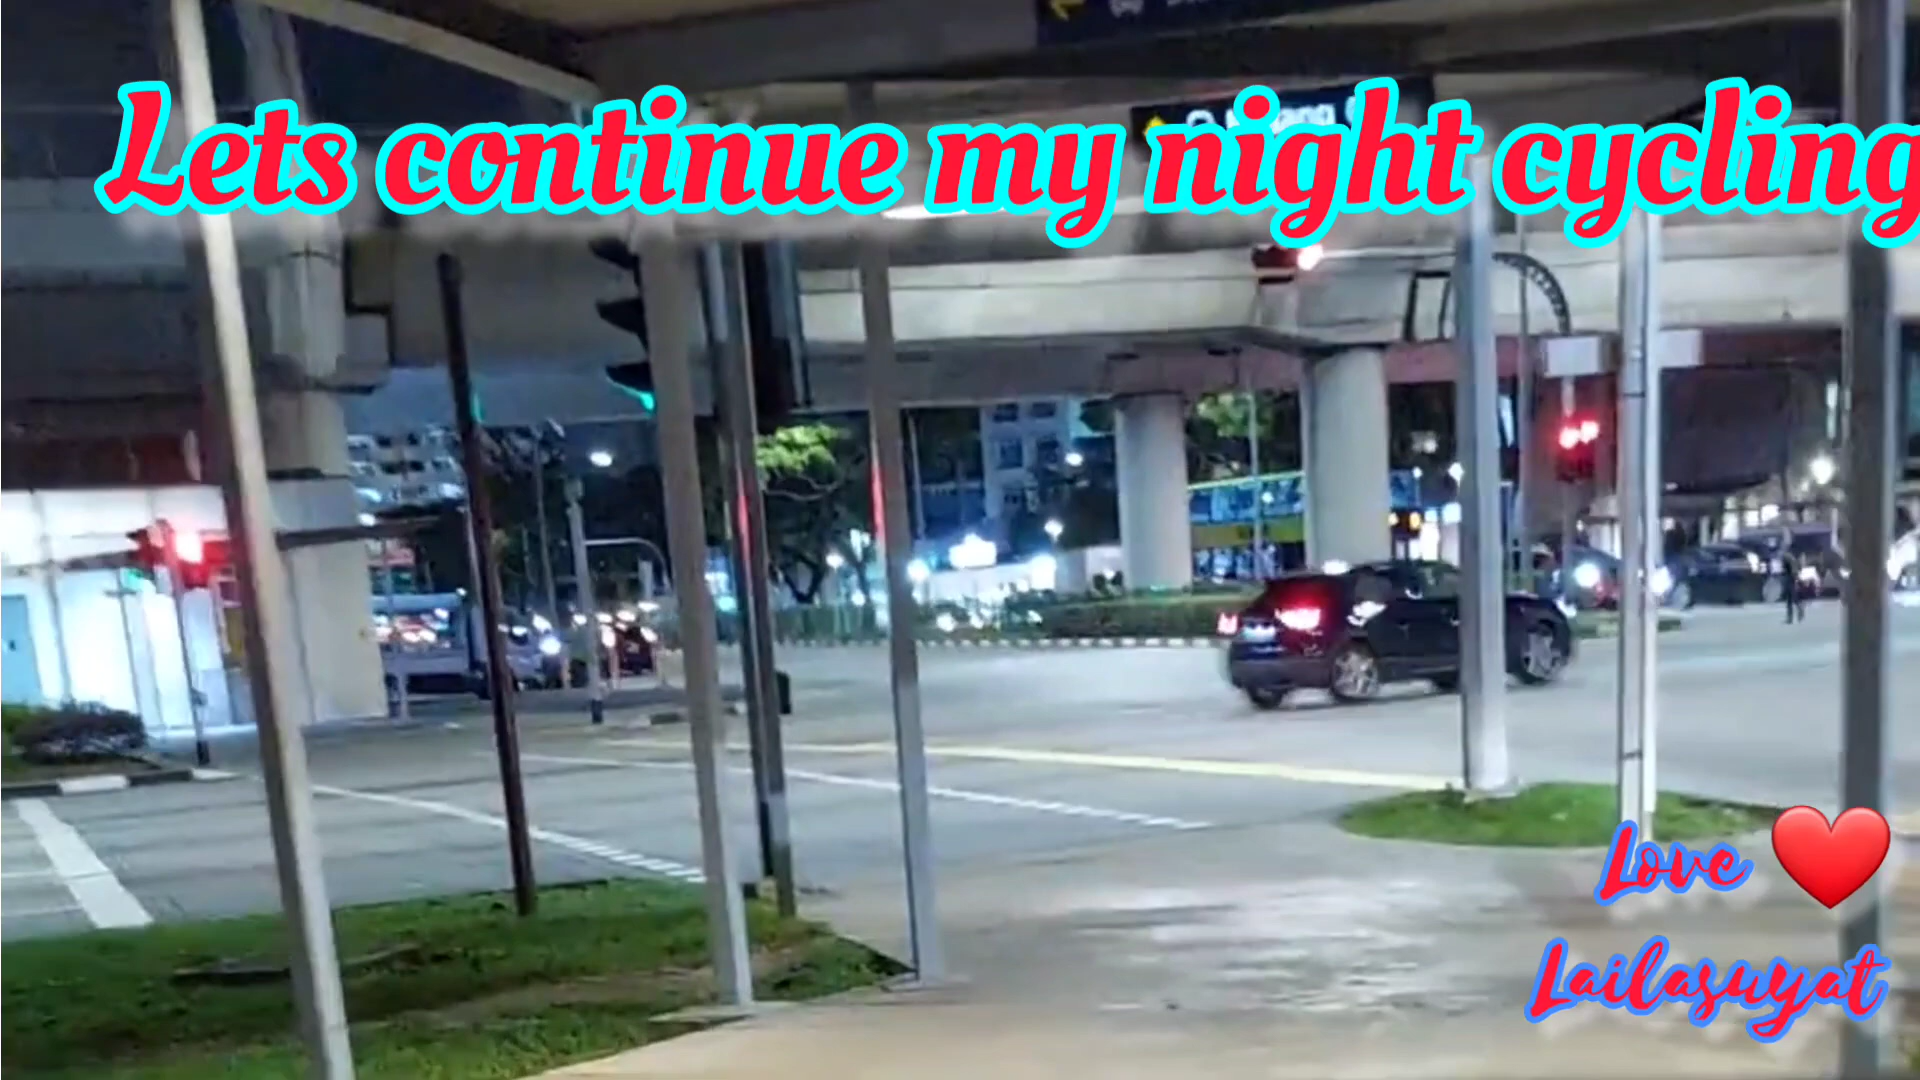 Lets continue my night cycling
Love ❤️
Lailasuyat